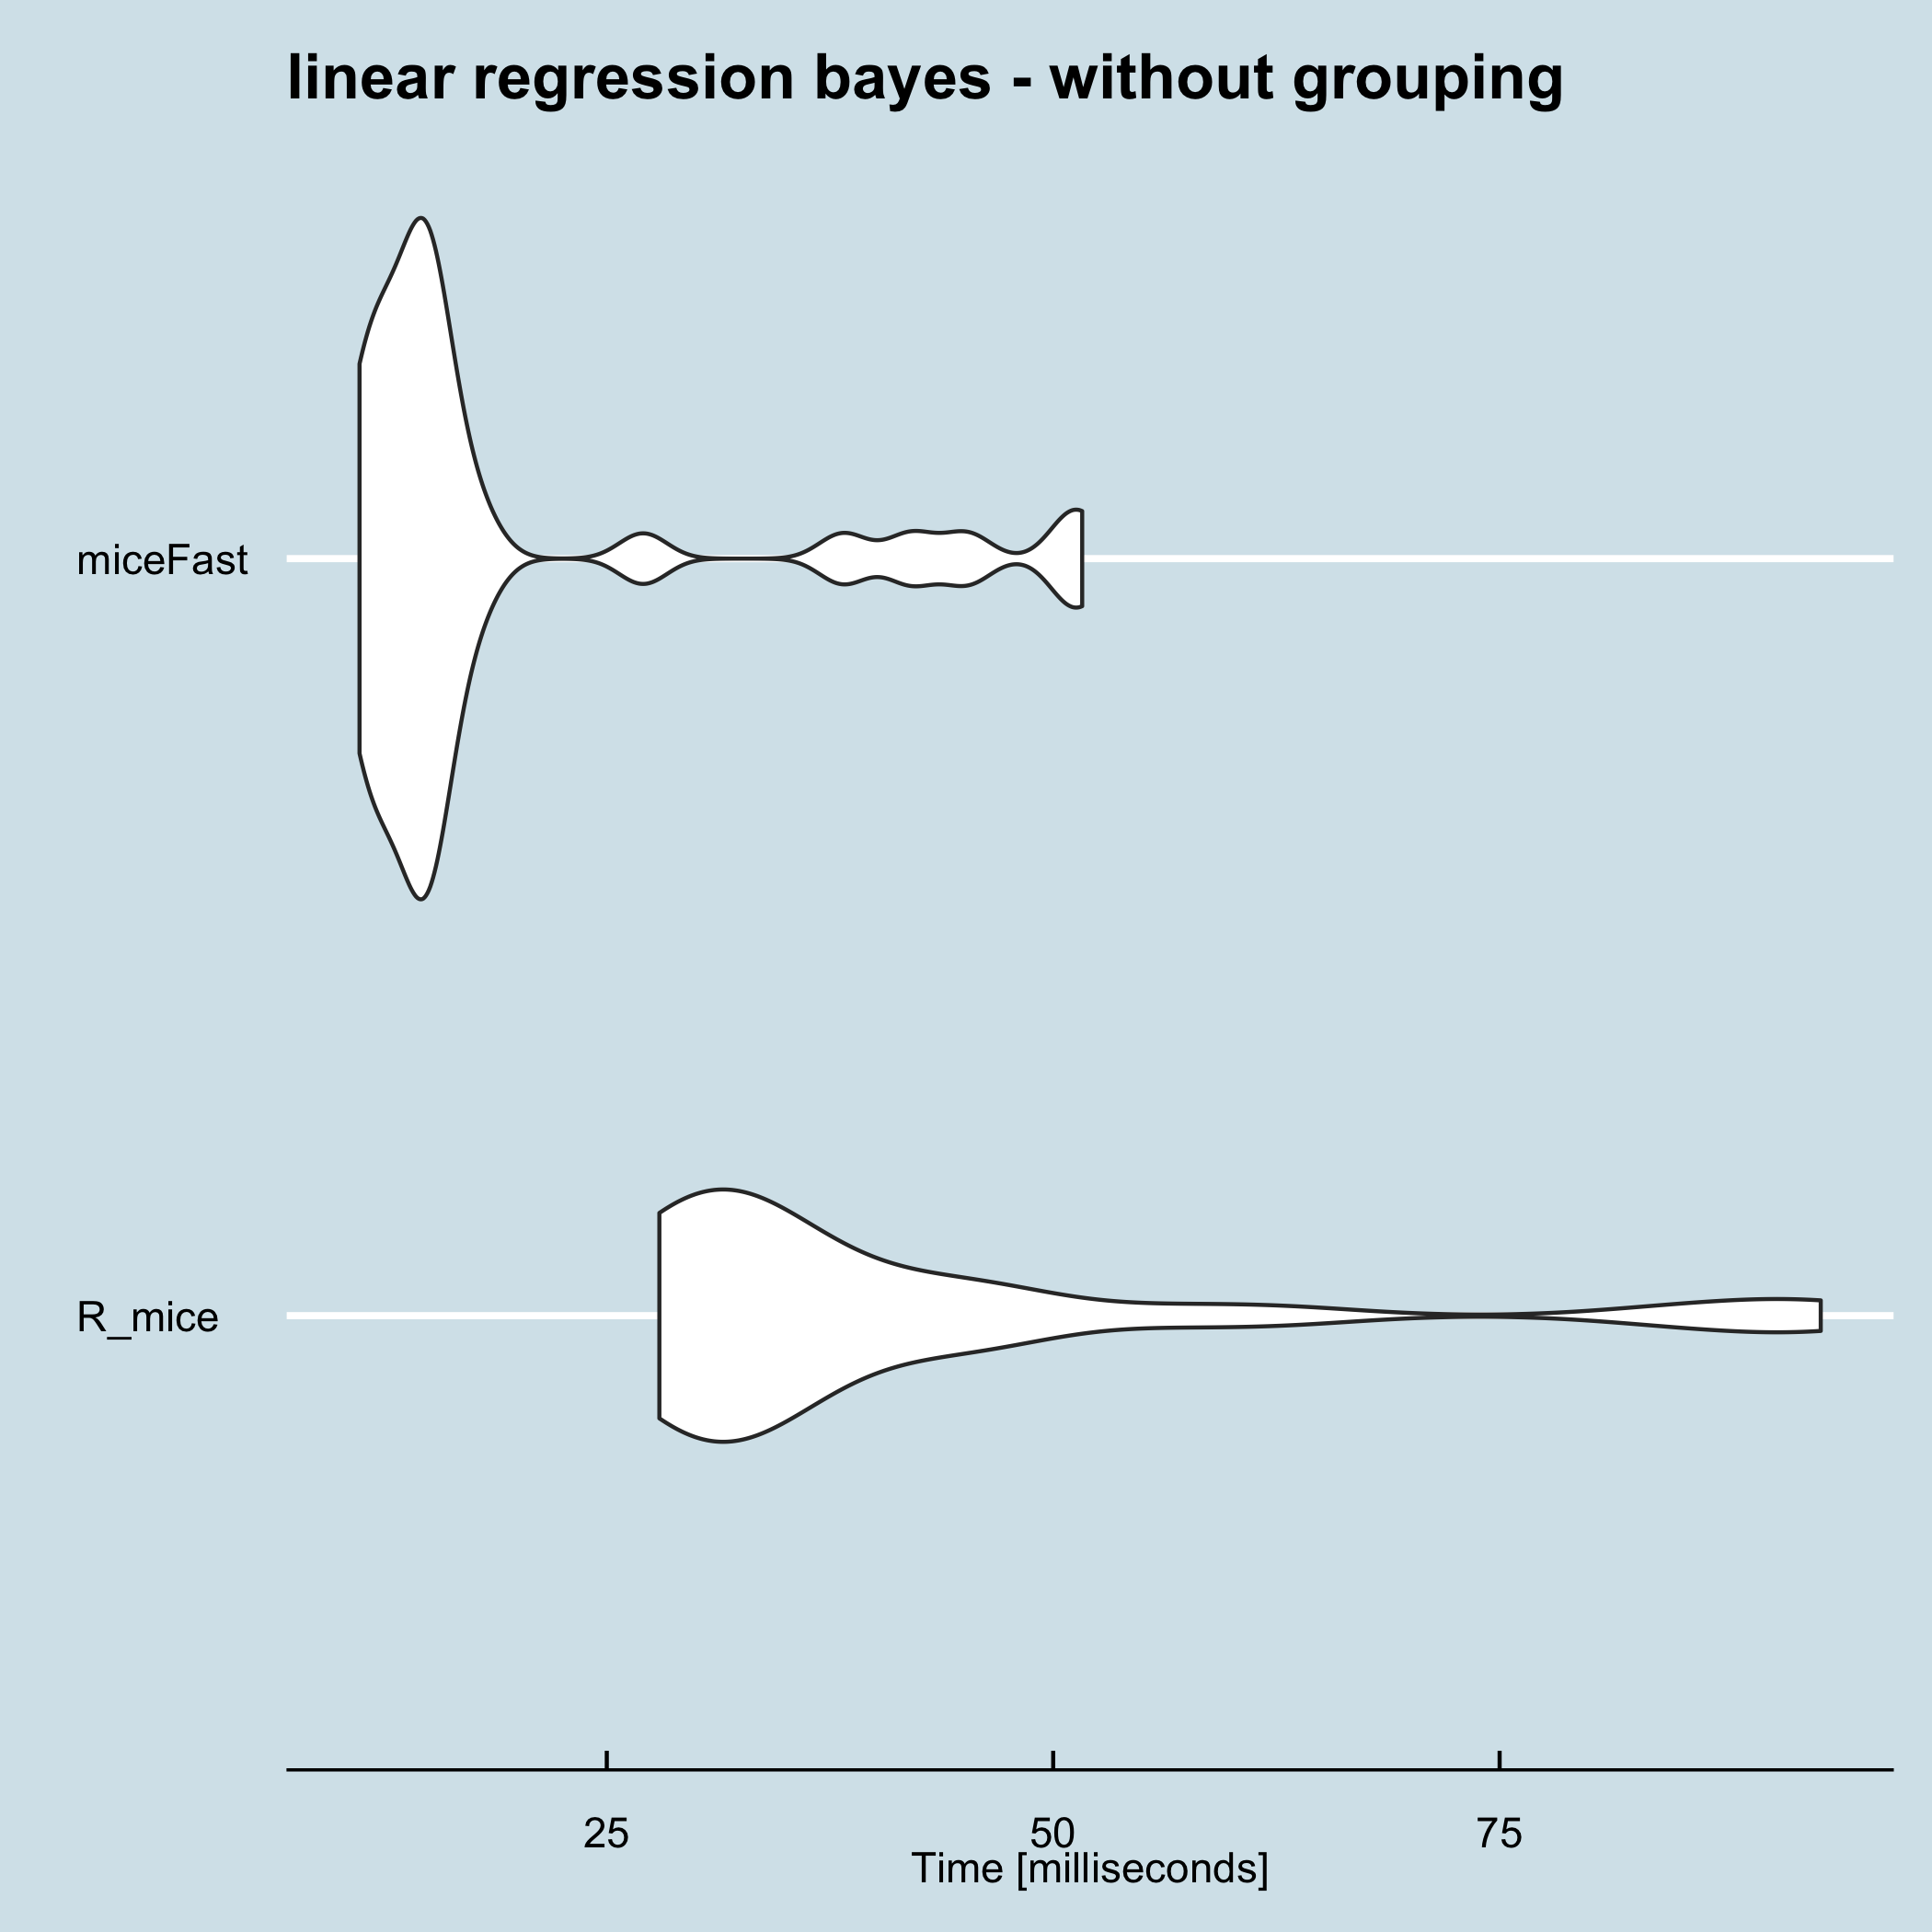 linear regression bayes - without grouping
miceFast
R_mice
25 50 75
Time [milliseconds]